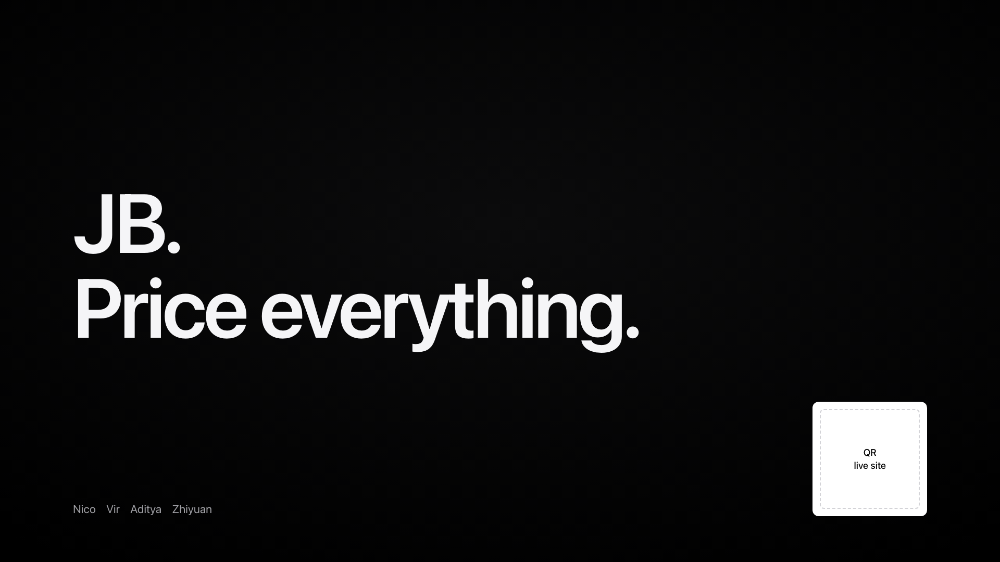 JB.
Price everything.
QR
live site
Nico Vir Aditya Zhiyuan